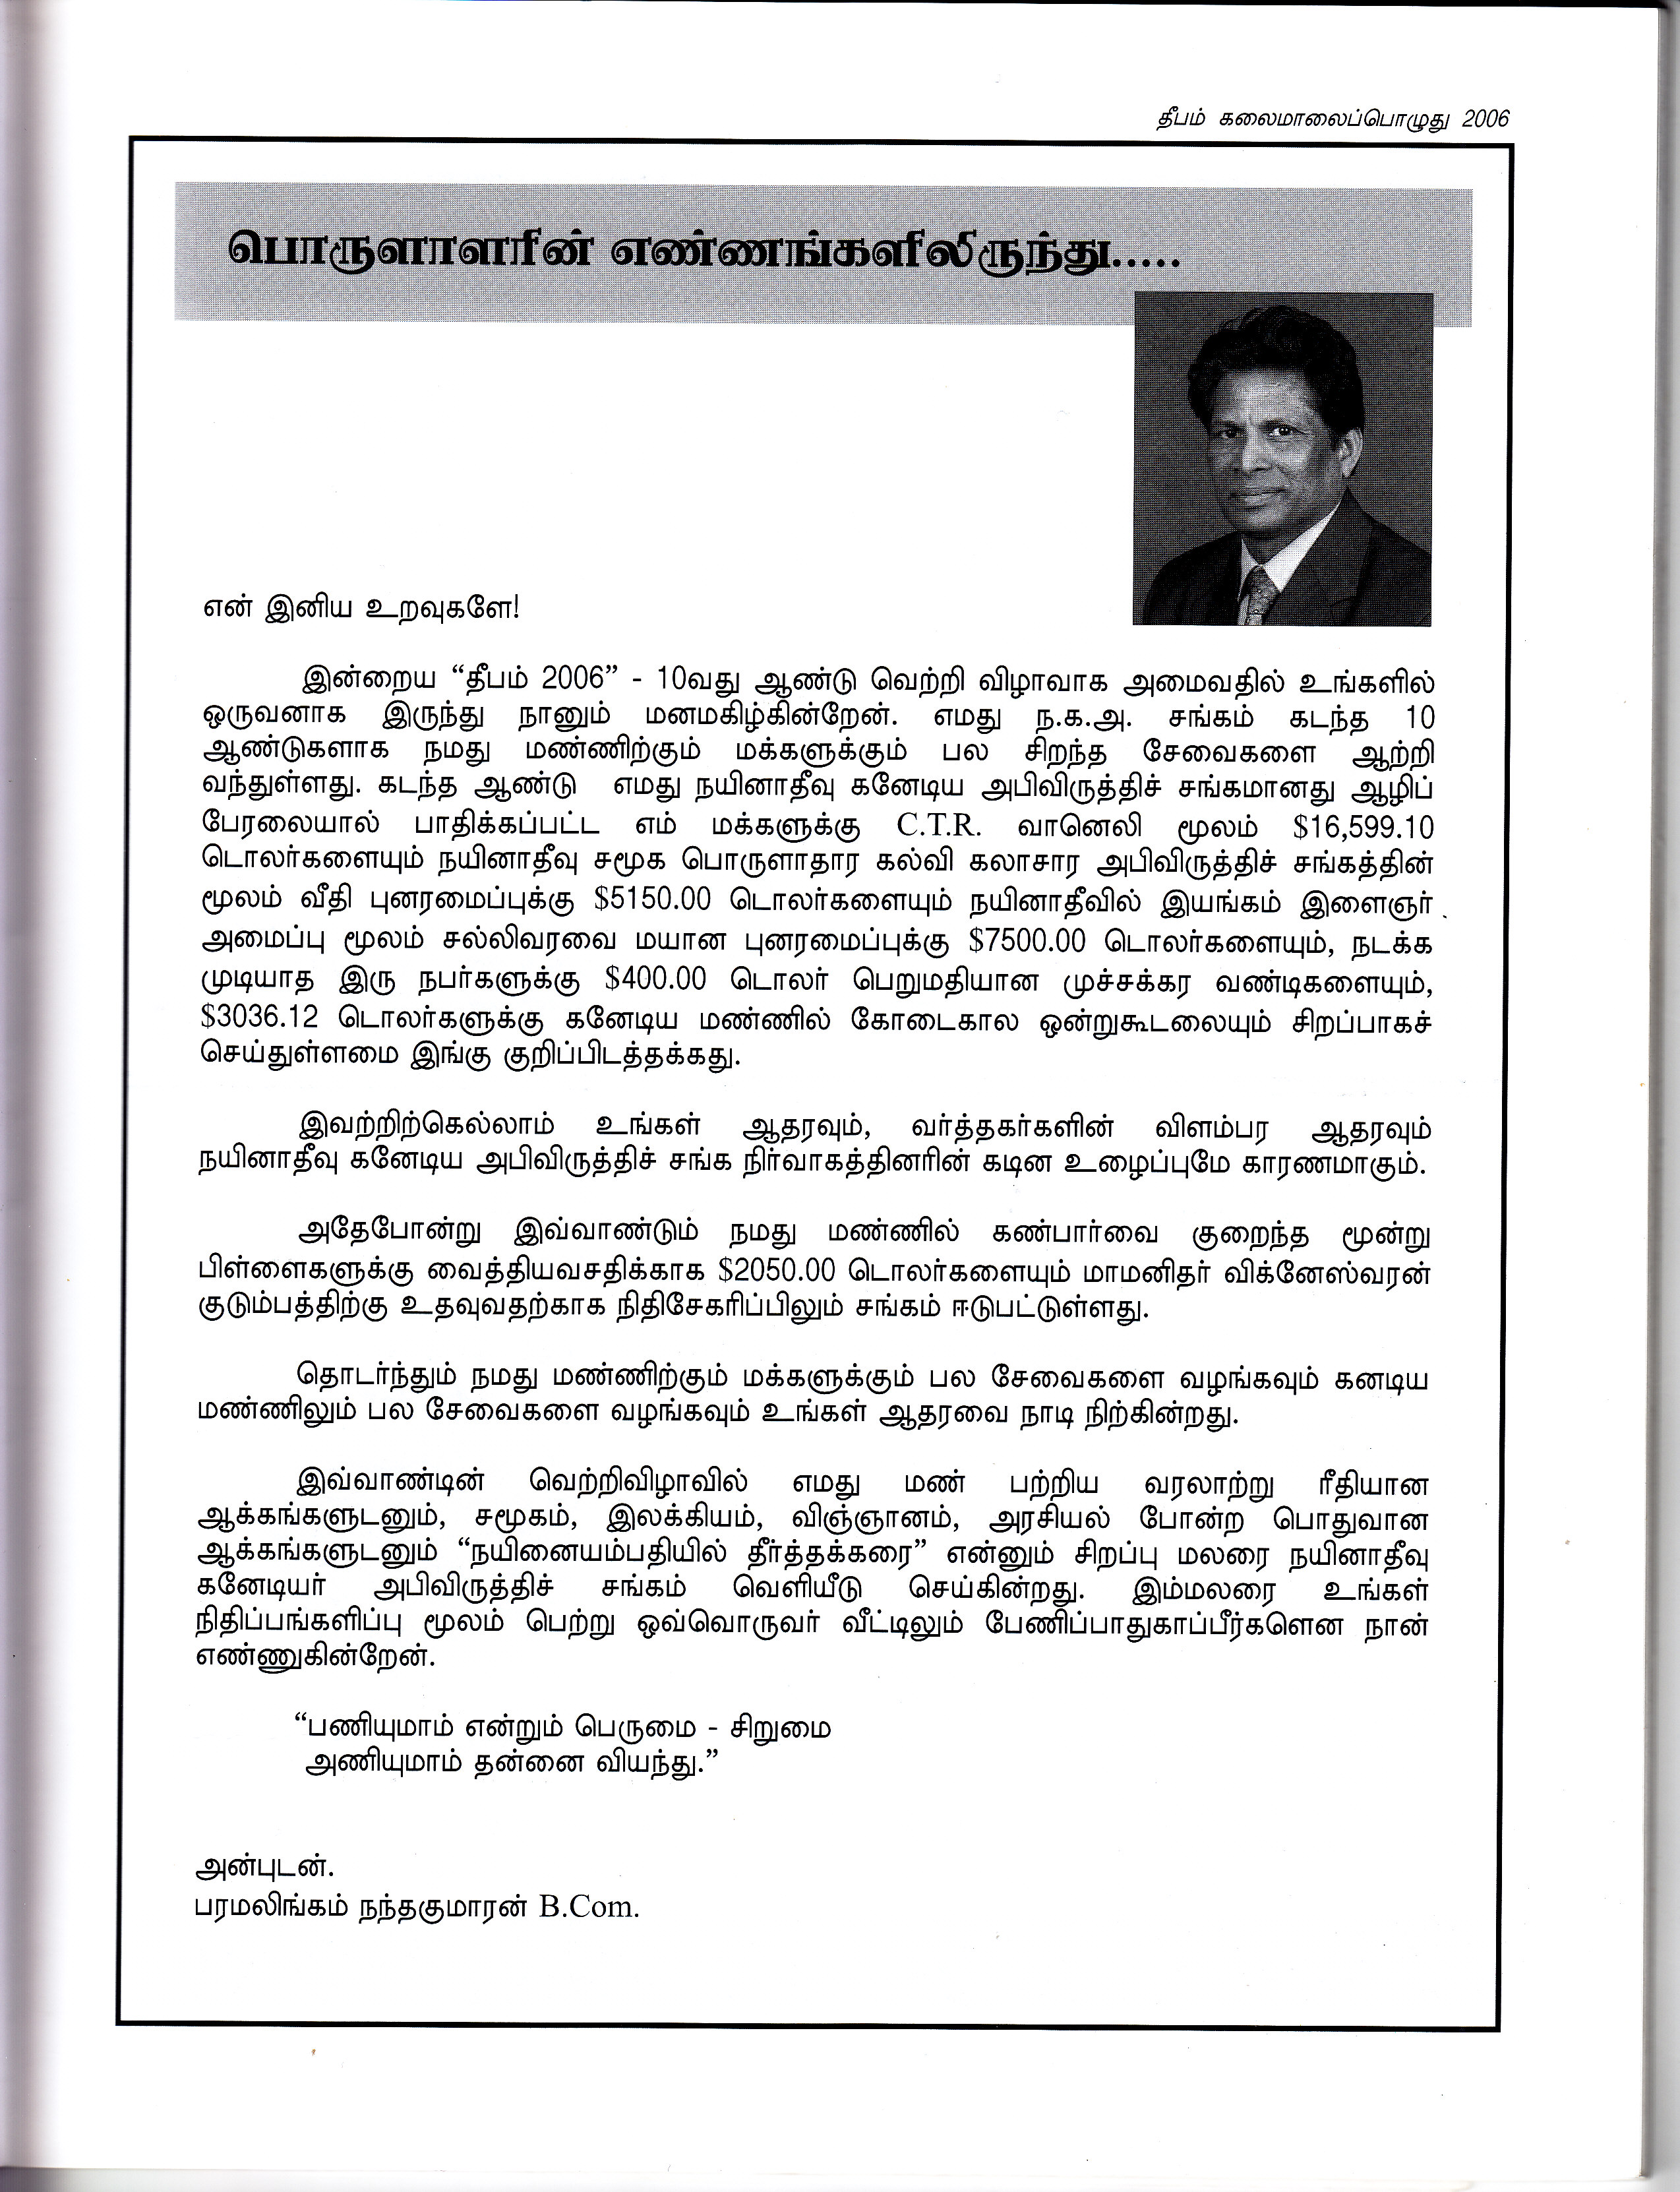 தீபம் கலைமாலைப்பொழுது 2006
பொருளாளரின் எண்ணங்களிலிருந்து.....
என் இனிய உறவுகளே!
இன்றைய “தீபம் 2006” - 10வது ஆண்டு வெற்றி விழாவாக அமைவதில் உங்களில்
ஒருவனாக இருந்து நானும் மனமகிழ்கின்றேன். எமது ந.க.அ. சங்கம் கடந்த 10
ஆண்டுகளாக நமது மண்ணிற்கும் மக்களுக்கும் பல சிறந்த சேவைகளை ஆற்றி
வந்துள்ளது. கடந்த ஆண்டு எமது நயினாதீவு கனேடிய அபிவிருத்திச் சங்கமானது ஆழிப்
பேரலையால் பாதிக்கப்பட்ட எம் மக்களுக்கு C.T.R. வானெலி மூலம் $16,599.10
டொலர்களையும் நயினாதீவு சமூக பொருளாதார கல்வி கலாசார அபிவிருத்திச் சங்கத்தின்
மூலம் வீதி புனரமைப்புக்கு $5150.00 டொலர்களையும் நயினாதீவில் இயங்கம் இளைஞர்
அமைப்பு மூலம் சல்லிவரவை மயான புனரமைப்புக்கு $7500.00 டொலர்களையும், நடக்க
முடியாத இரு நபர்களுக்கு $400.00 டொலர் பெறுமதியான முச்சக்கர வண்டிகளையும்,
$3036.12 டொலர்களுக்கு கனேடிய மண்ணில் கோடைகால ஒன்றுகூடலையும் சிறப்பாகச்
செய்துள்ளமை இங்கு குறிப்பிடத்தக்கது.
இவற்றிற்கெல்லாம் உங்கள் ஆதரவும், வர்த்தகர்களின் விளம்பர ஆதரவும்
நயினாதீவு கனேடிய அபிவிருத்திச் சங்க நிர்வாகத்தினரின் கடின உழைப்புமே காரணமாகும்.
அதேபோன்று இவ்வாண்டும் நமது மண்ணில் கண்பார்வை குறைந்த மூன்று
பிள்ளைகளுக்கு வைத்தியவசதிக்காக $2050.00 டொலர்களையும் மாமனிதர் விக்னேஸ்வரன்
குடும்பத்திற்கு உதவுவதற்காக நிதிசேகரிப்பிலும் சங்கம் ஈடுபட்டுள்ளது.
தொடர்ந்தும் நமது மண்ணிற்கும் மக்களுக்கும் பல சேவைகளை வழங்கவும் கனடிய
மண்ணிலும் பல சேவைகளை வழங்கவும் உங்கள் ஆதரவை நாடி நிற்கின்றது.
இவ்வாண்டின் வெற்றிவிழாவில் எமது மண் பற்றிய வரலாற்று ரீதியான
ஆக்கங்களுடனும், சமூகம், இலக்கியம், விஞ்ஞானம், அரசியல் போன்ற பொதுவான
ஆக்கங்களுடனும் “நயினையம்பதியில் தீர்த்தக்கரை” என்னும் சிறப்பு மலரை நயினாதீவு
கனேடியர் அபிவிருத்திச் சங்கம் வெளியீடு செய்கின்றது. இம்மலரை உங்கள்
நிதிப்பங்களிப்பு மூலம் பெற்று ஒவ்வொருவர் வீட்டிலும் பேணிப்பாதுகாப்பீர்களென நான்
எண்ணுகின்றேன்.
“பணியுமாம் என்றும் பெருமை - சிறுமை
அணியுமாம் தன்னை வியந்து.”
அன்புடன்.
பரமலிங்கம் நந்தகுமாரன் B.Com.